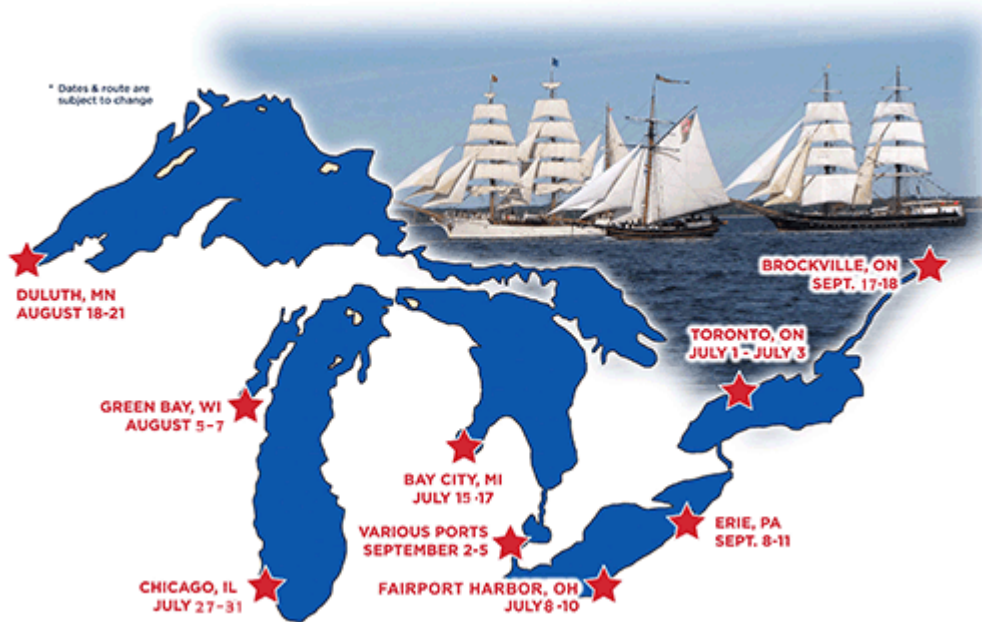 * Dates & route are
subject to change
DULUTH, MN
AUGUST 18-21
GREEN BAY, WI
AUGUST 5-7
CHICAGO, IL
JULY 27-31
BAY CITY, MI
JULY 15-17
VARIOUS PORTS
SEPTEMBER 2-5
FAIRPORT HARBOR, OH
JULY 8-10
ERIE, PA
SEPT. 8-11
TORONTO, ON
JULY 1 - JULY 3
BROCKVILLE, ON
SEPT. 17-18